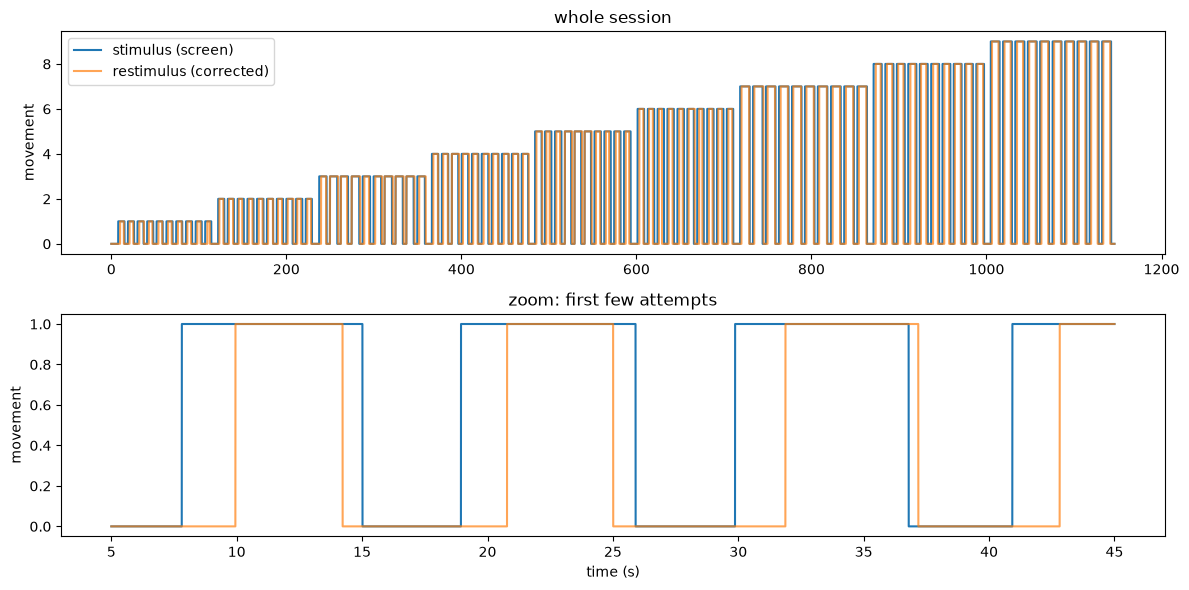 whole session
stimulus (screen)
restimulus (corrected)
movement
8
6
4
2
0
0 200 400 600 800 1000 1200
zoom: first few attempts
movement
1.0
0.8
0.6
0.4
0.2
0.0
5 10 15 20 25 30 35 40 45
time (s)